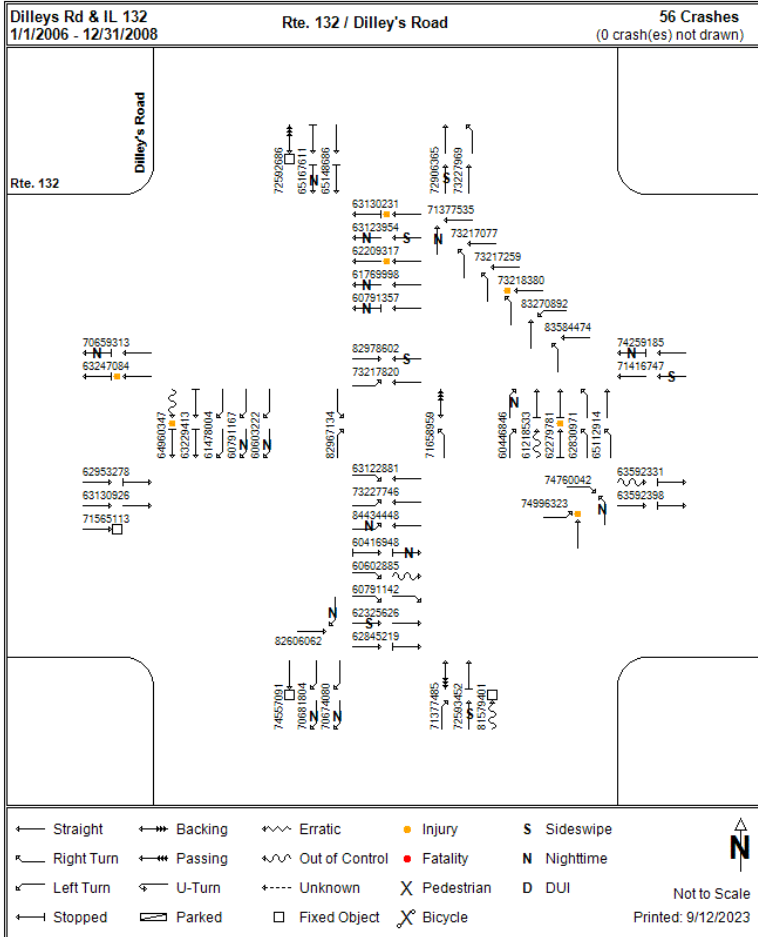 Dilleys Rd & IL 132
1/1/2006 - 12/31/2008
Rte. 132 / Dilley's Road
56 Crashes
(0 crash(es) not drawn)
Dilley's Road
Rte. 132
72592686
65167611
N
65148686
72906365
S
73227969
63130231
63123954
N S
62209317
61769998
N
60791357
N
71377535
N
73217077
73217259
73218380
83270892
83584474
70659313
N
63247084
82978602
S
73217820
74259185
N
71416747
S
64960347
63229413
61478004
60791167
N
60603222
N
82967134
71658959
60446846
N
61218533
62279781
62830971
65112914
62953278
63130926
71565113
63122881
73227746
84434448
N
60416948
N
60602885
60791142
62325626
S
62845219
74760042
N
74996323
63592331
63592398
N
82606062
74557091
70681804
N
70674080
N
71377485
72593452
S
81579401
Straight
Backing
Erratic
Injury
S Sideswipe
Right Turn
Passing
Out of Control
Fatality
N Nighttime
Left Turn
U-Turn
Unknown
X Pedestrian
D DUI
Stopped
Parked
Fixed Object
Bicycle
N
Not to Scale
Printed: 9/12/2023